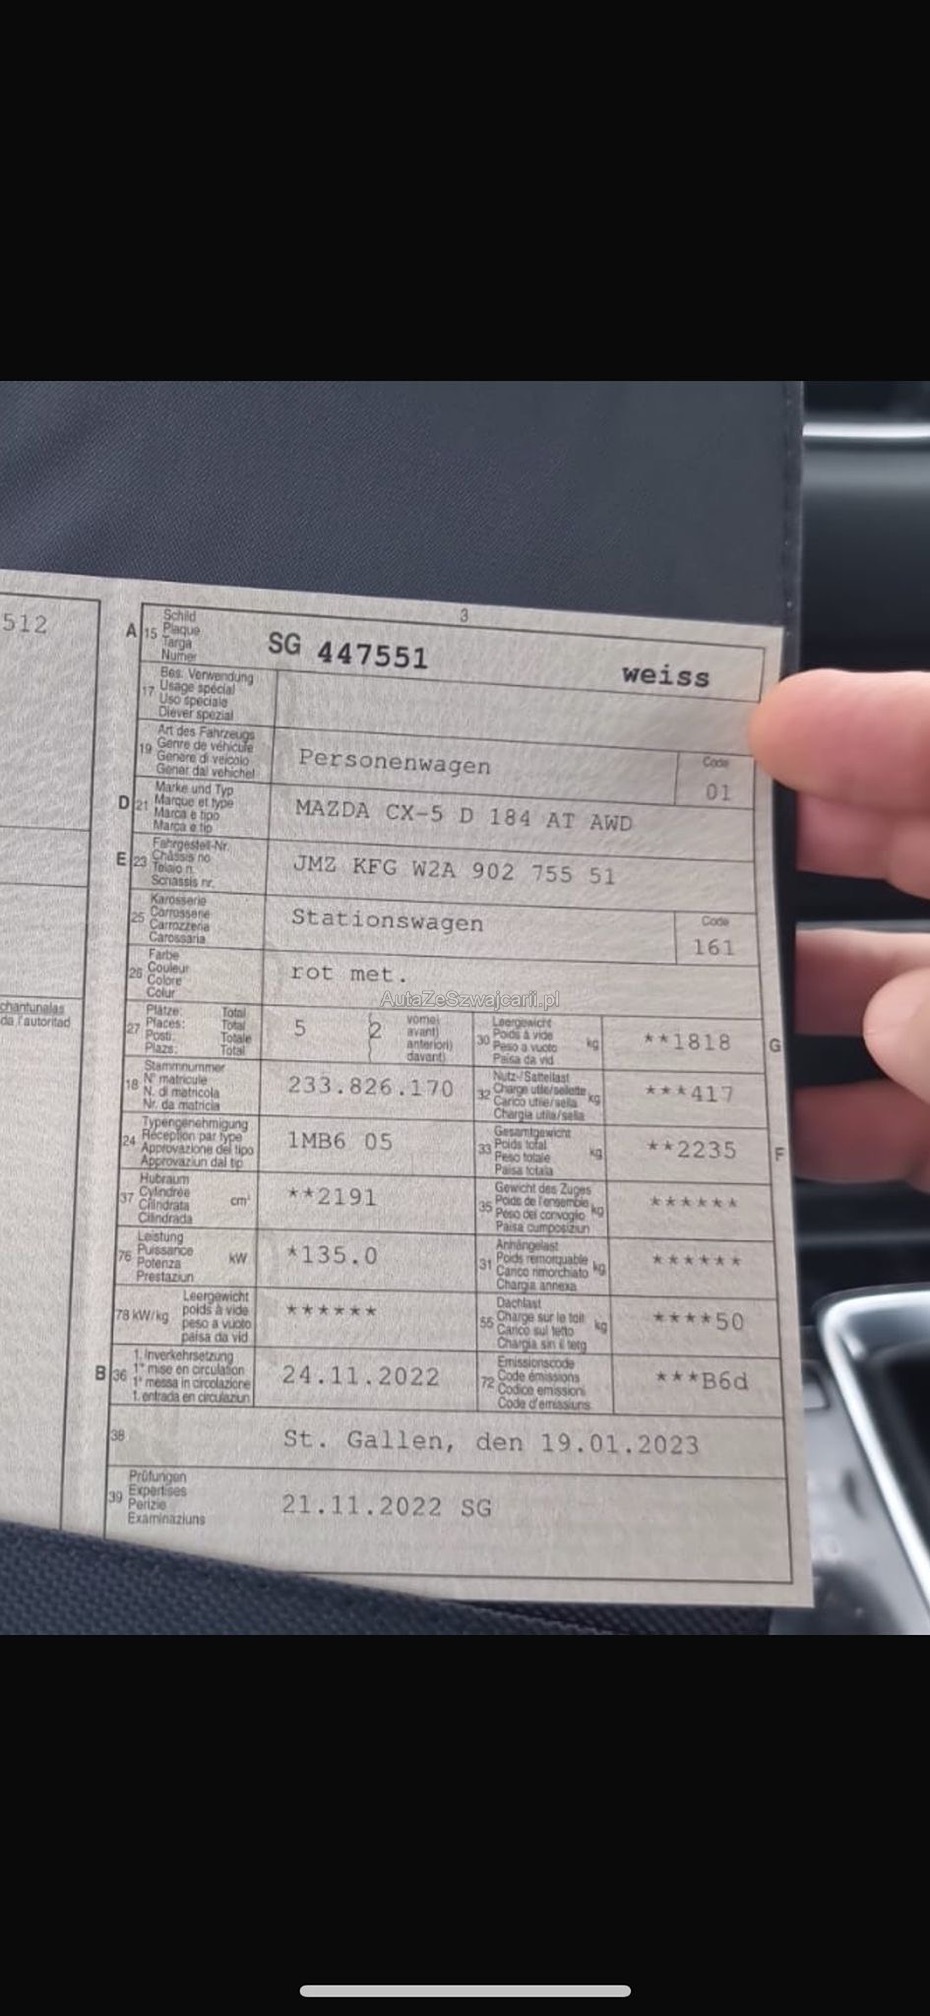 512
chantunalas
da l'autoritad
3
A 15 Schild
Plaque
Targa
Numer
SG 447551 weiss
17 Bes. Verwendung
Usage spécial
Uso speciale
Diever spezial
19 Art des Fahrzeugs
Genre de véhicule
Genere di veicolo
Gener dal vehichel
Personenwagen
Code
01
D 21 Marke und Typ
Marque et type
Marca e tipo
Marca e tip
MAZDA CX-5 D 184 AT AWD
E 23 Fahrgestell-Nr.
Châssis no
Telaio n.
Schassis nr.
JMZ KFG W2A 902 755 51
25 Karosserie
Carrosserie
Carrozzeria
Carossaria
Stationswagen
Code
161
26 Farbe
Couleur
Colore
Colur
rot met.
AutaZeSzwajcarii.pl
27 Plätze: Total
Places: Total
Posti: Totale
Plazs: Total
5 2
vorne)
avant)
anteriori)
davant)
30 Leergewicht
Poids à vide
Peso a vuoto
Paisa da vid
kg
**1818 G
18 Stammnummer
N° matricule
N. di matricola
Nr. da matricla
233.826.170
32 Nutz-/Sattellast
Charge utile/sellette
Carico utile/sella
Chargia utila/sella
kg
***417
24 Typengenehmigung
Réception par type
Approvazione del tipo
Approvaziun dal tip
1MB6 05
33 Gesamtgewicht
Poids total
Peso totale
Paisa totala
kg
**2235 F
37 Hubraum
Cylindrée
Cilindrata
Cilindrada
cm³
**2191
35 Gewicht des Zuges
Poids de l'ensemble
Peso del convoglio
Paisa cumposiziun
kg
******
76 Leistung
Puissance
Potenza
Prestaziun
kW
*135.0
31 Anhängelast
Poids remorquable
Carico rimorchiato
Chargia annexa
kg
******
78 kW/kg
Leergewicht
poids à vide
peso a vuoto
paisa da vid
******
55 Dachlast
Charge sur le toit
Carico sul tetto
Chargia sin il tetg
kg
****50
B 36 1. Inverkehrsetzung
1re mise en circulation
1a messa in circolazione
1. entrada en circulaziun
24.11.2022
72 Emissionscode
Code émissions
Codice emissioni
Code d'emissiuns
***B6d
38
St. Gallen, den 19.01.2023
39 Prüfungen
Expertises
Perizie
Examinaziuns
21.11.2022 SG